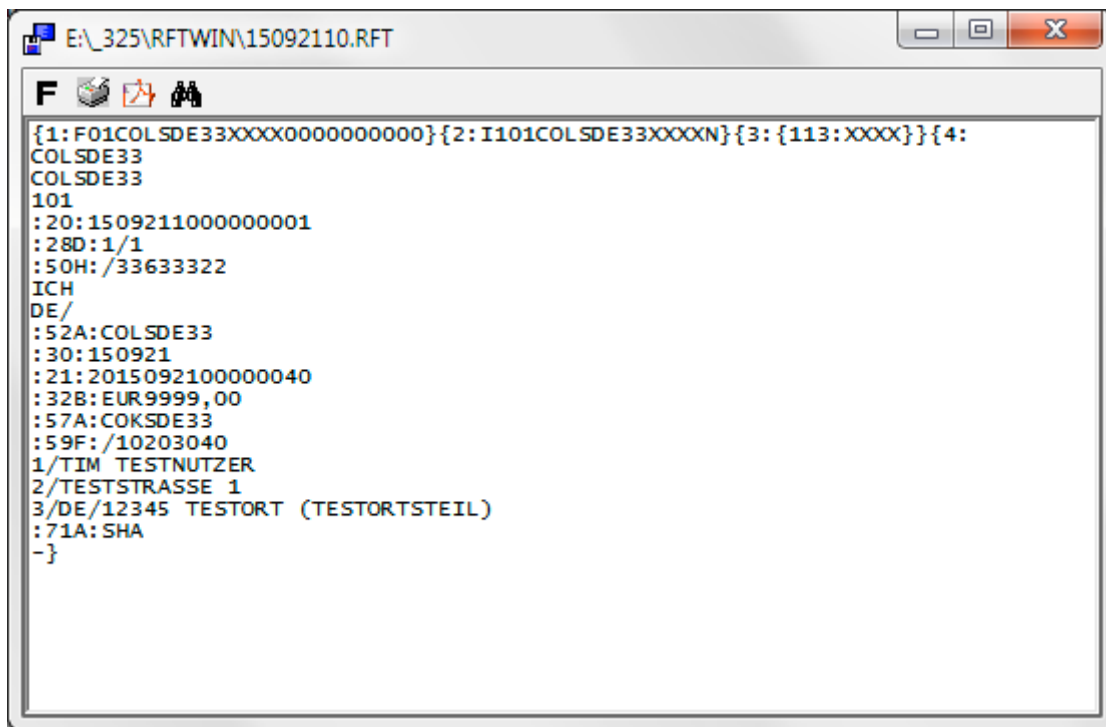 E:\_325\RFTWIN\15092110.RFT
F
{1:F01COLSDE33XXXX0000000000}{2:I101COLSDE33XXXXN}{3:{113:XXXX}}{4:
COLSDE33
COLSDE33
101
:20:1509211000000001
:28D:1/1
:50H:/33633322
ICH
DE/
:52A:COLSDE33
:30:150921
:21:2015092100000040
:32B:EUR9999,00
:57A:COKSDE33
:59F:/10203040
1/TIM TESTNUTZER
2/TESTSTRASSE 1
3/DE/12345 TESTORT (TESTORTSTEIL)
:71A:SHA
-}